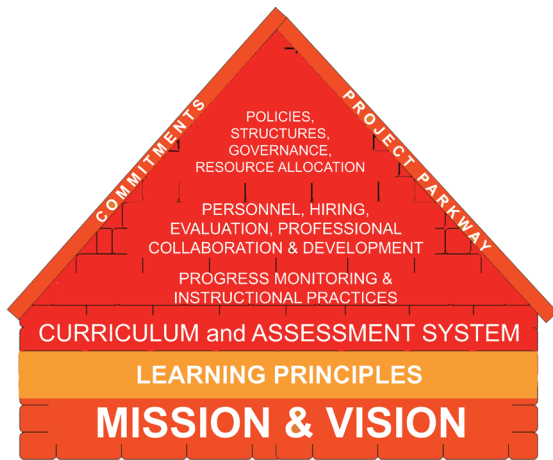 COMMITMENTS
PROJECT PARKWAY
POLICIES,
STRUCTURES,
GOVERNANCE,
RESOURCE ALLOCATION
PERSONNEL, HIRING,
EVALUATION, PROFESSIONAL
COLLABORATION & DEVELOPMENT
PROGRESS MONITORING &
INSTRUCTIONAL PRACTICES
CURRICULUM and ASSESSMENT SYSTEM
LEARNING PRINCIPLES
MISSION & VISION